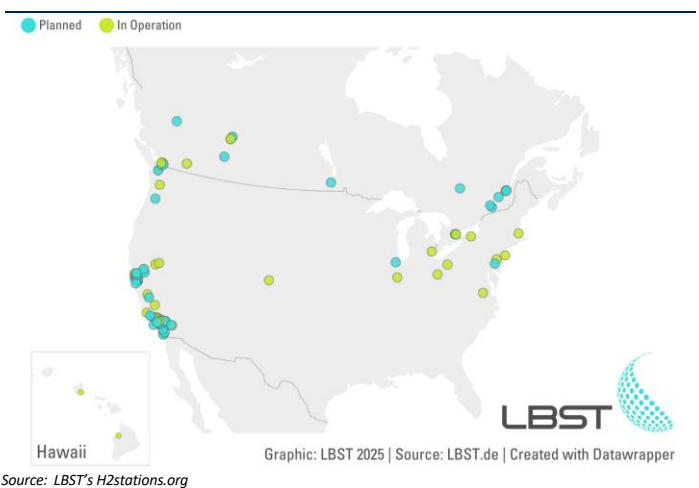 Planned In Operation
LBST
Hawaii
Graphic: LBST 2025 | Source: LBST.de | Created with Datawrapper
Source: LBST's H2stations.org